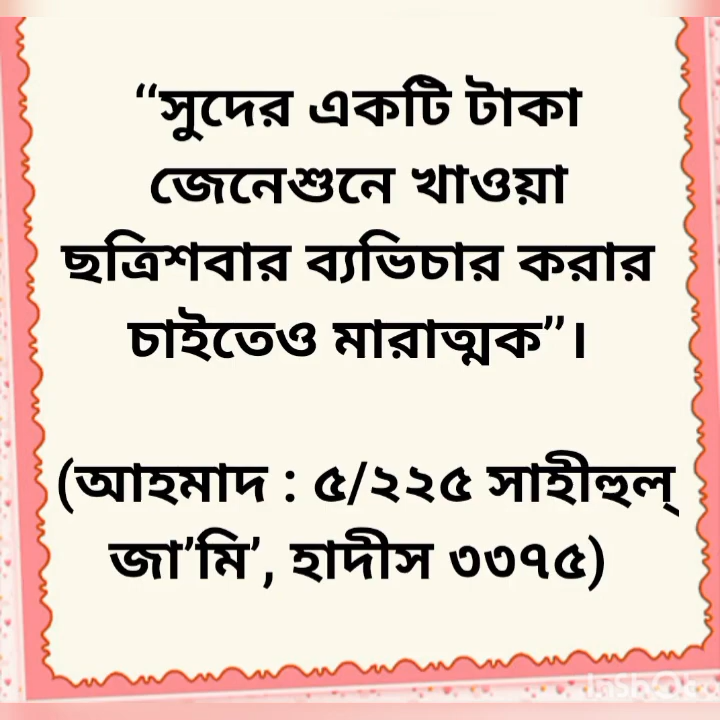 “সুদের একটি টাকা
জেনেশুনে খাওয়া
ছত্রিশবার ব্যভিচার করার
চাইতেও মারাত্মক”।
(আহমাদ : ৫/২২৫ সাহীহুল্
জা’মি’, হাদীস ৩৩৭৫)